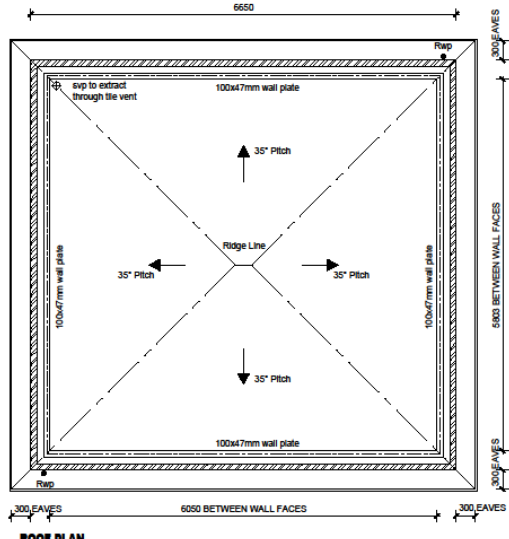 6650
300 EAVES
Rwp
svp to extract
through tile vent
100x47mm wall plate
35° Pitch
Ridge Line
35° Pitch
35° Pitch
100x47mm wall plate
100x47mm wall plate
5803 BETWEEN WALL FACES
35° Pitch
100x47mm wall plate
Rwp
300 EAVES
300 EAVES
6050 BETWEEN WALL FACES
300 EAVES
ROOF PLAN